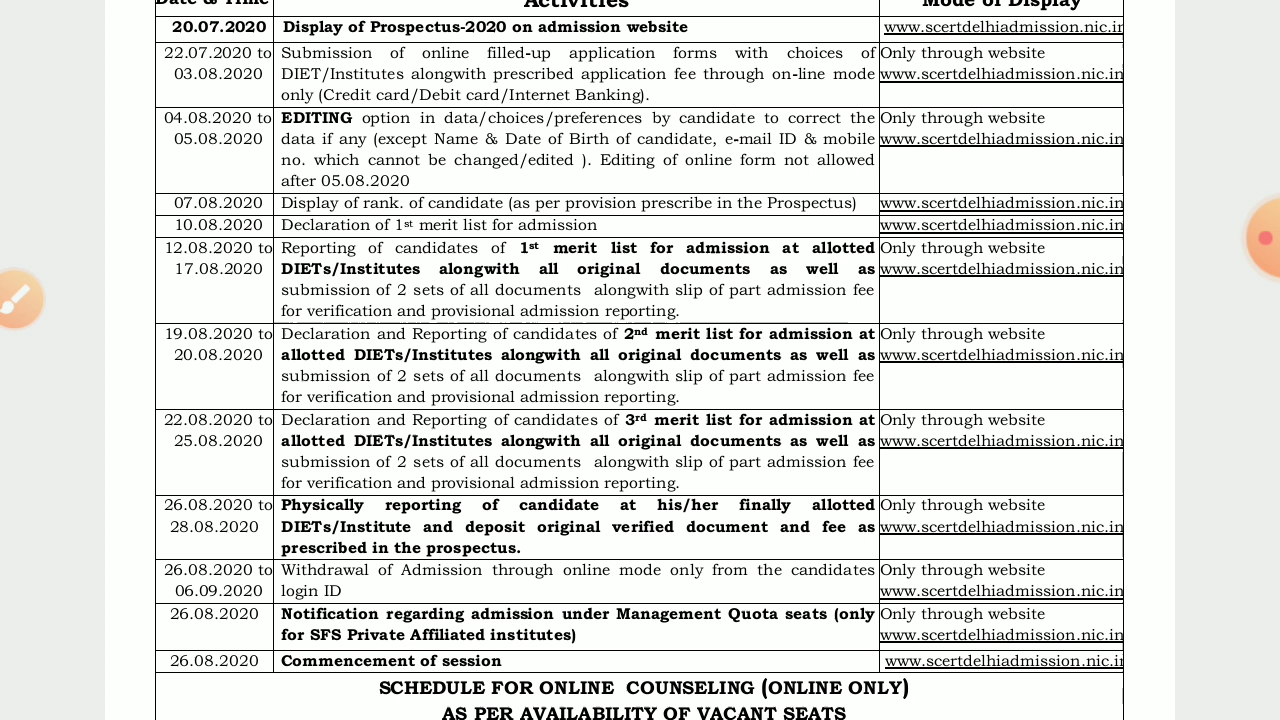 Date & Time Activities Mode of Display
20.07.2020 Display of Prospectus-2020 on admission website www.scertdelhiadmission.nic.in
22.07.2020 to Submission of online filled-up application forms with choices of Only through website
03.08.2020 DIET/Institutes alongwith prescribed application fee through on-line mode www.scertdelhiadmission.nic.in
only (Credit card/Debit card/Internet Banking).
04.08.2020 to EDITING option in data/choices/preferences by candidate to correct the Only through website
05.08.2020 data if any (except Name & Date of Birth of candidate, e-mail ID & mobile www.scertdelhiadmission.nic.in
no. which cannot be changed/edited ). Editing of online form not allowed
after 05.08.2020
07.08.2020 Display of rank. of candidate (as per provision prescribe in the Prospectus) www.scertdelhiadmission.nic.in
10.08.2020 Declaration of 1st merit list for admission www.scertdelhiadmission.nic.in
12.08.2020 to Reporting of candidates of 1st merit list for admission at allotted Only through website
17.08.2020 DIETs/Institutes alongwith all original documents as well as www.scertdelhiadmission.nic.in
submission of 2 sets of all documents alongwith slip of part admission fee
for verification and provisional admission reporting.
19.08.2020 to Declaration and Reporting of candidates of 2nd merit list for admission at Only through website
20.08.2020 allotted DIETs/Institutes alongwith all original documents as well as www.scertdelhiadmission.nic.in
submission of 2 sets of all documents alongwith slip of part admission fee
for verification and provisional admission reporting.
22.08.2020 to Declaration and Reporting of candidates of 3rd merit list for admission at Only through website
25.08.2020 allotted DIETs/Institutes alongwith all original documents as well as www.scertdelhiadmission.nic.in
submission of 2 sets of all documents alongwith slip of part admission fee
for verification and provisional admission reporting.
26.08.2020 to Physically reporting of candidate at his/her finally allotted Only through website
28.08.2020 DIETs/Institute and deposit original verified document and fee as www.scertdelhiadmission.nic.in
prescribed in the prospectus.
26.08.2020 to Withdrawal of Admission through online mode only from the candidates Only through website
06.09.2020 login ID www.scertdelhiadmission.nic.in
26.08.2020 Notification regarding admission under Management Quota seats (only Only through website
for SFS Private Affiliated institutes) www.scertdelhiadmission.nic.in
26.08.2020 Commencement of session www.scertdelhiadmission.nic.in
SCHEDULE FOR ONLINE COUNSELING (ONLINE ONLY)
AS PER AVAILABILITY OF VACANT SEATS